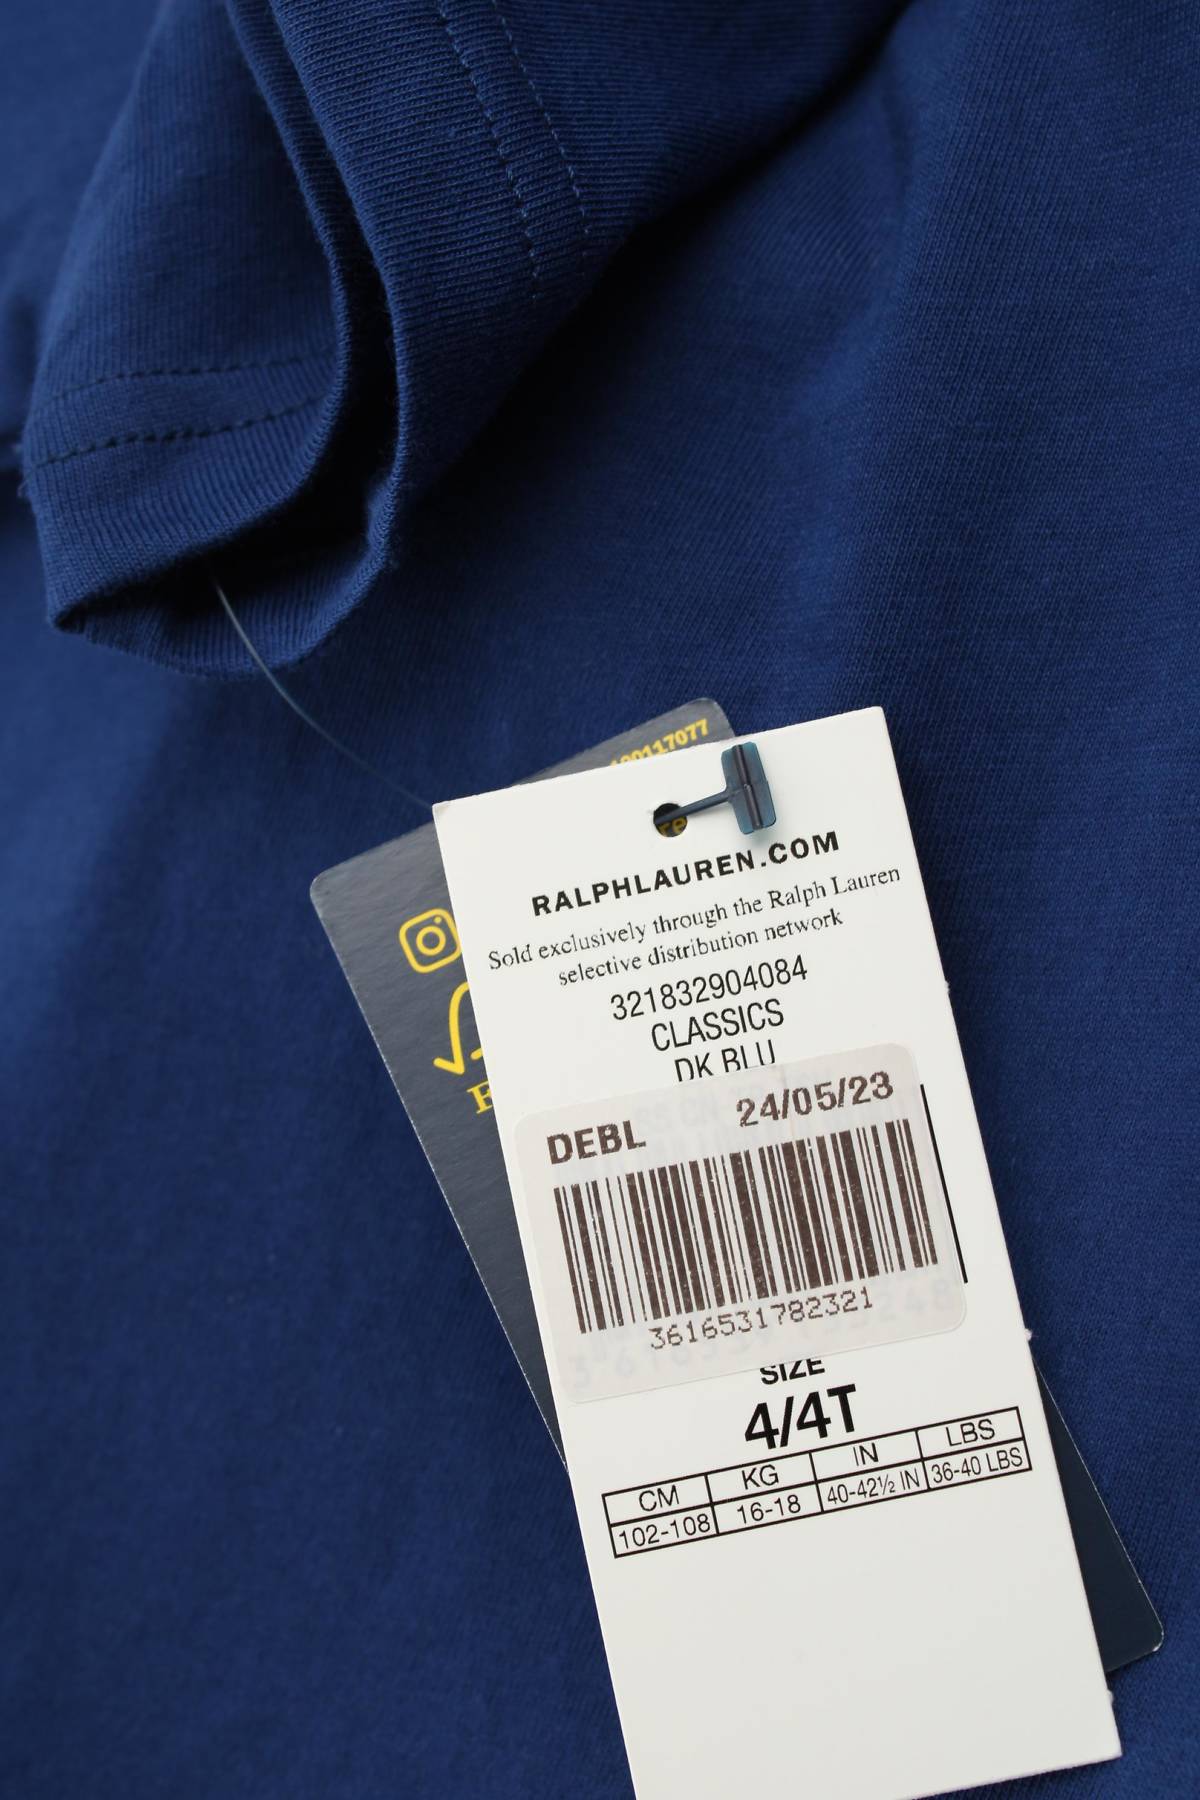 100117077
re
RALPHLAUREN.COM
Sold exclusively through the Ralph Lauren
selective distribution network
321832904084
CLASSICS
DK BLU
DEBL 24/05/23
3616531782321
SIZE
4/4T
CM KG IN LBS
102-108 16-18 40-42½ IN 36-40 LBS